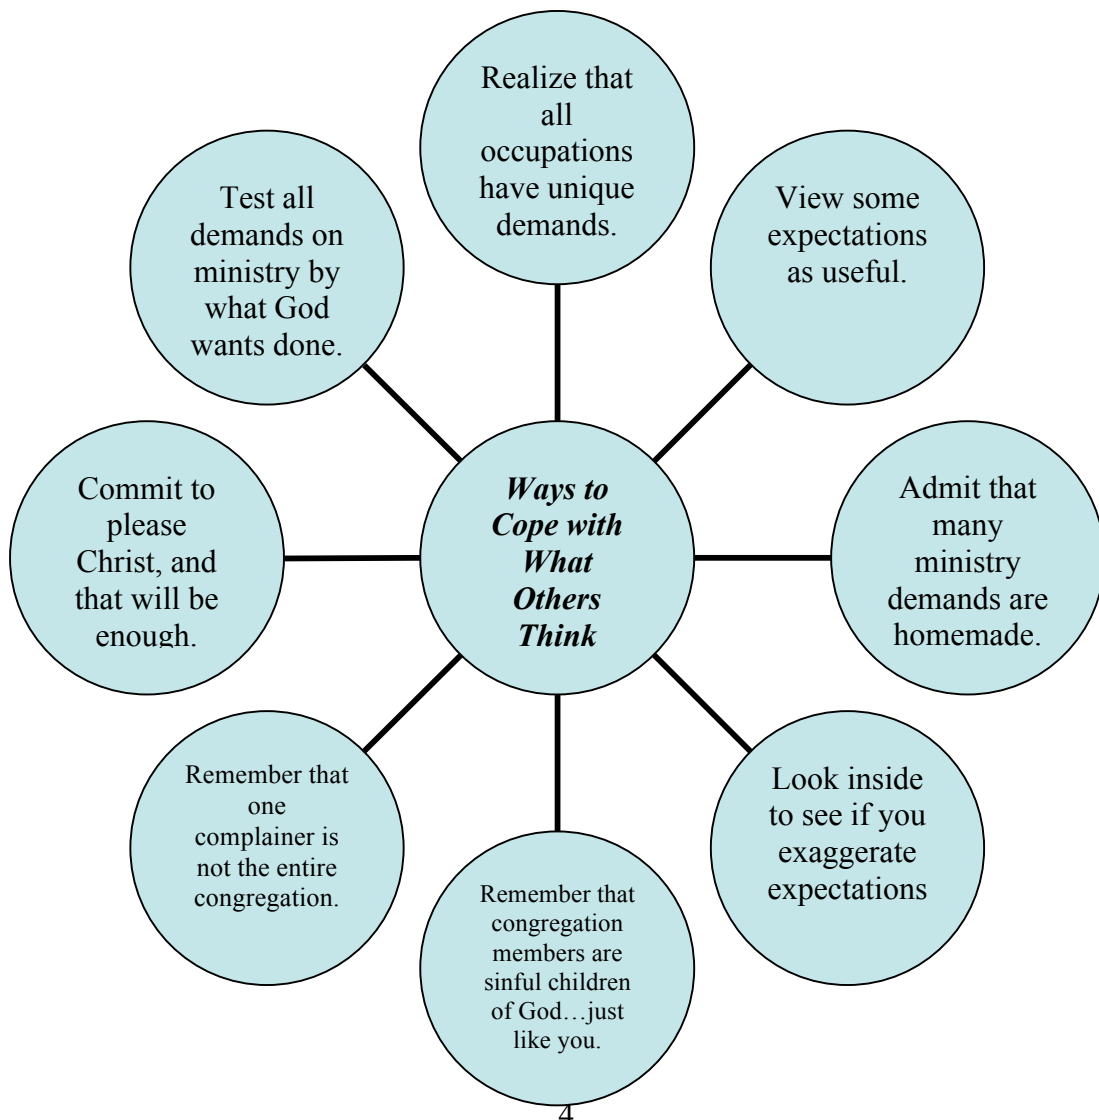 Realize that
all
occupations
have unique
demands.
View some
expectations
as useful.
Admit that
many
ministry
demands are
homemade.
Look inside
to see if you
exaggerate
expectations
Remember that
congregation
members are
sinful children
of God…just
like you.
Remember that
one
complainer is
not the entire
congregation.
Commit to
please
Christ, and
that will be
enough.
Test all
demands on
ministry by
what God
wants done.
Ways to
Cope with
What
Others
Think
4